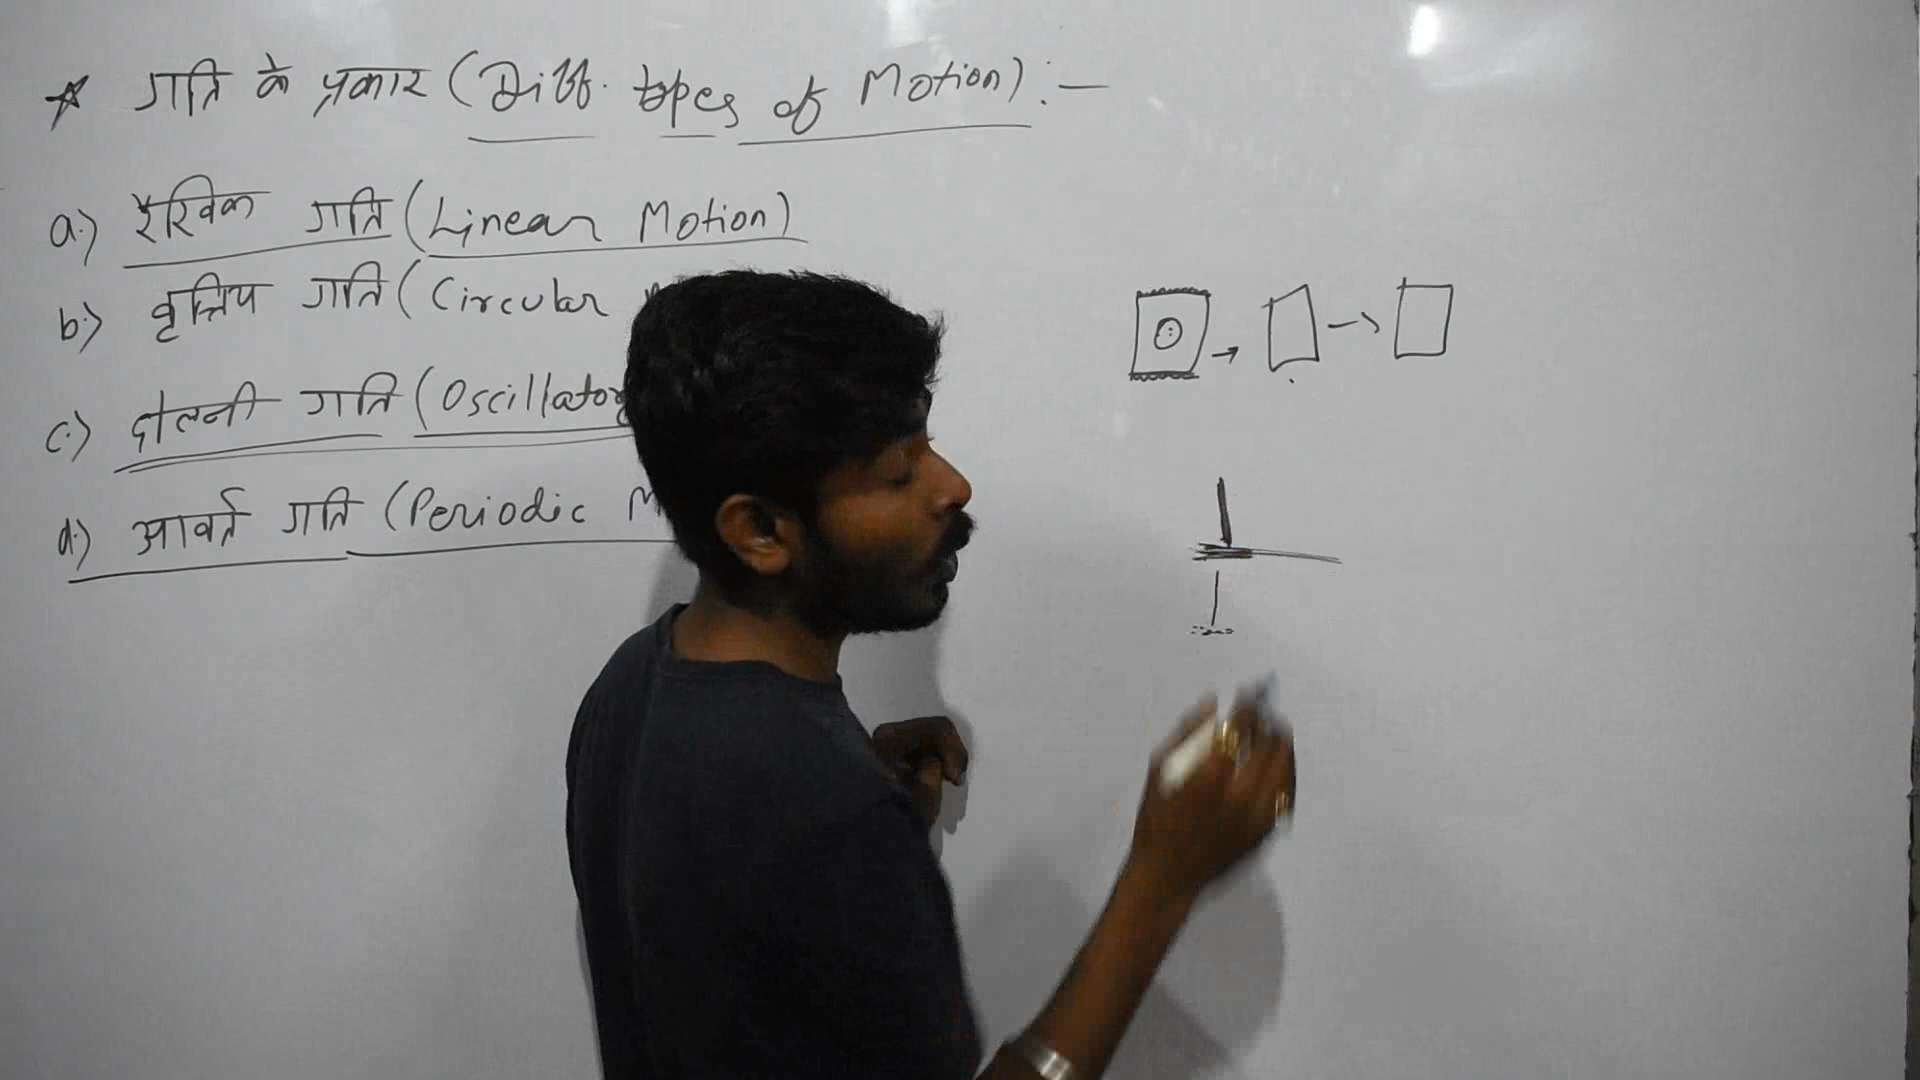 गति के प्रकार (Diff. types of Motion) :-
a.) रैखिक गति (Linear Motion)
b.) वृत्तिय गति (Circular
c.) दोलनी गति (Oscillatory
d.) आवर्त गति (Periodic M